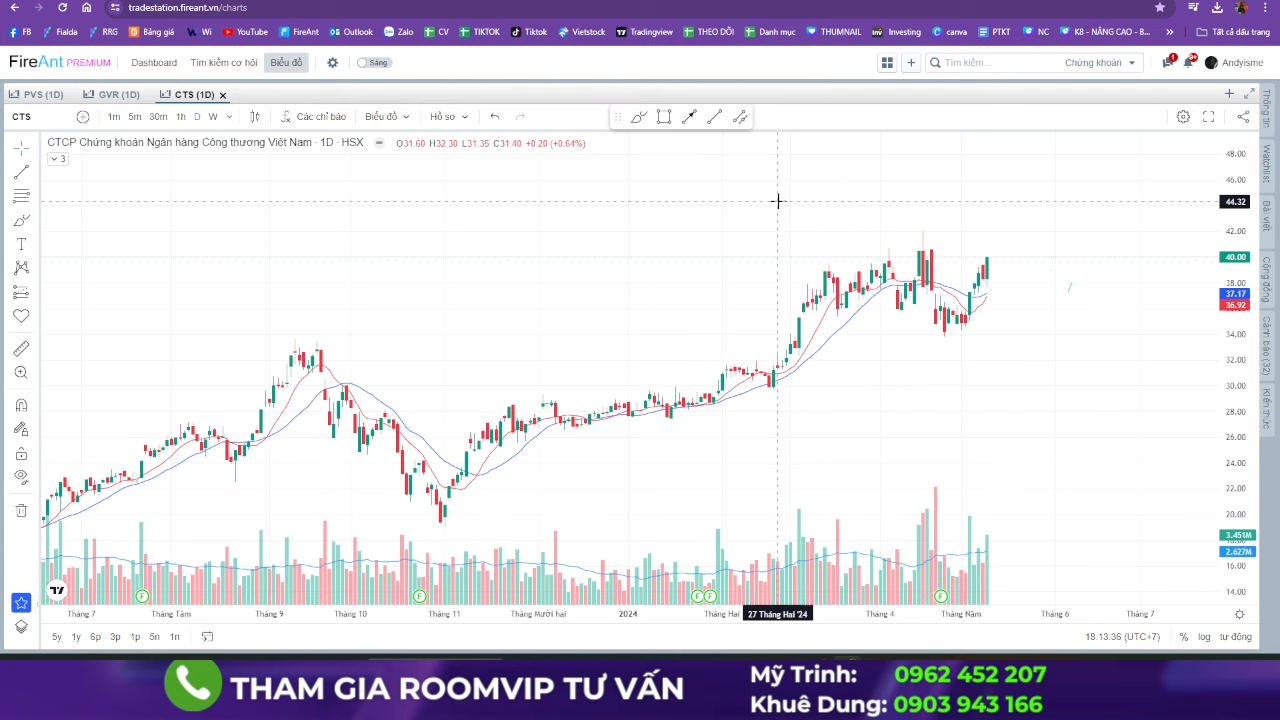 tradestation.fireant.vn/charts
FB Fialda RRG Bảng giá Wi YouTube FireAnt Outlook Zalo CV TIKTOK Tiktok Vietstock Tradingview THEO DÕI Danh mục THUMNAIL Investing canva PTKT NC K8 - NÂNG CAO - B... Tất cả dấu trang
FireAnt PREMIUM Dashboard Tìm kiếm cơ hội Biểu đồ Sáng Tìm kiếm... Chứng khoán 1 9+ Andyisme
PVS (1D) GVR (1D) CTS (1D)
CTS 1m 5m 30m 1h D W Các chỉ báo Biểu đồ Hồ sơ
CTCP Chứng khoán Ngân hàng Công thương Việt Nam · 1D · HSX O31.60 H32.30 L31.35 C31.40 +0.20 (+0.64%)
3
48.00
46.00
44.32
42.00
40.00
38.00
37.17
36.92
34.00
32.00
30.00
28.00
26.00
24.00
22.00
20.00
3.451M
2.627M
16.00
14.00
Thông tin
Watchlist
Bài viết
Cộng đồng
Cảnh báo (32)
Kiến thức
F F F F F
Tháng 7 Tháng Tám Tháng 9 Tháng 10 Tháng 11 Tháng Mười hai 2024 Tháng Hai 27 Tháng Hai '24 Tháng 4 Tháng Năm Tháng 6 Tháng 7
5y 1y 6p 3p 1p 5n 1n 18:13:36 (UTC+7) % log tự động
THAM GIA ROOMVIP TƯ VẤN
Mỹ Trinh: 0962 452 207
Khuê Dung: 0903 943 166